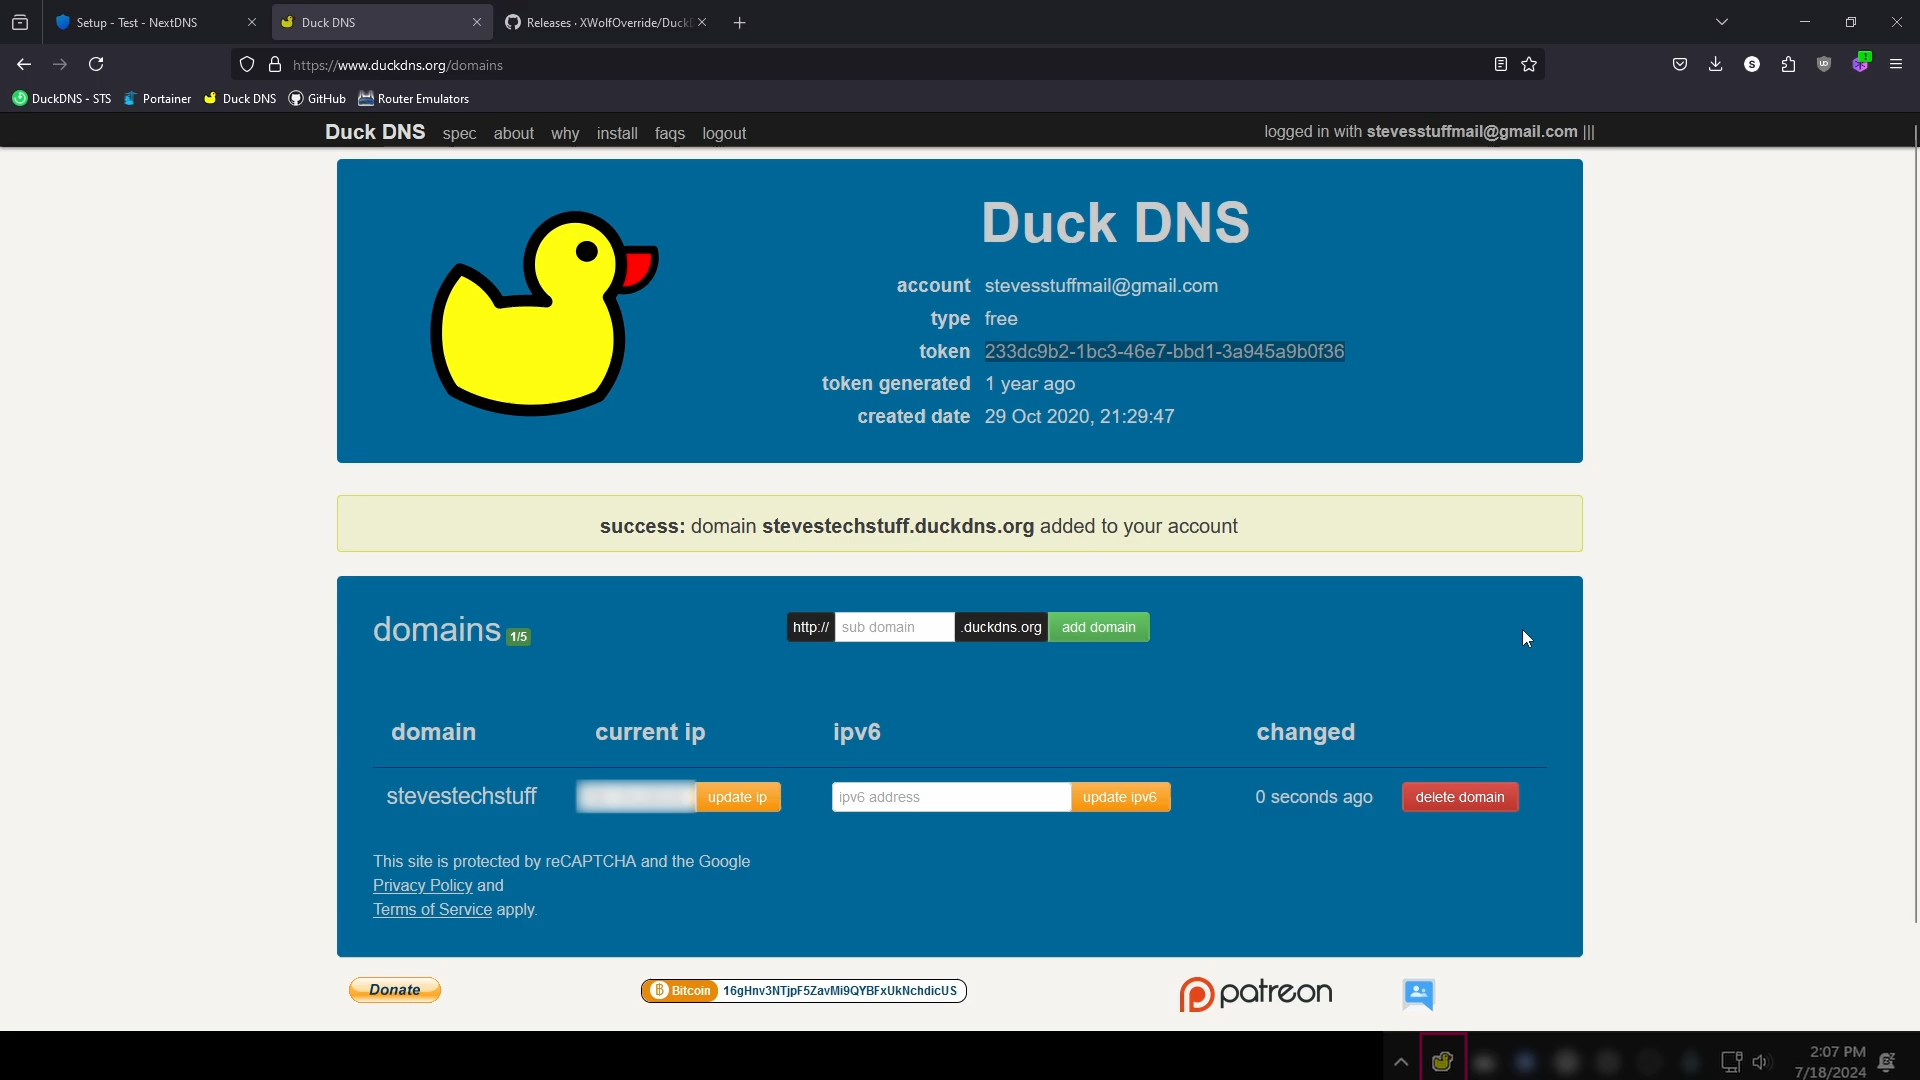 Setup - Test - NextDNS
Duck DNS
Releases · XWolfOverride/Duck
https://www.duckdns.org/domains
DuckDNS - STS Portainer Duck DNS GitHub Router Emulators
Duck DNS spec about why install faqs logout
logged in with stevesstuffmail@gmail.com |||
Duck DNS
account stevesstuffmail@gmail.com
type free
token 233dc9b2-1bc3-46e7-bbd1-3a945a9b0f36
token generated 1 year ago
created date 29 Oct 2020, 21:29:47
success: domain stevestechstuff.duckdns.org added to your account
domains 1/5
http:// sub domain .duckdns.org add domain
domain current ip ipv6 changed
stevestechstuff update ip ipv6 address update ipv6 0 seconds ago delete domain
This site is protected by reCAPTCHA and the Google
Privacy Policy and
Terms of Service apply.
Donate
Bitcoin 16gHnv3NTjpF5ZavMi9QYBFxUkNchdicUS
patreon
2:07 PM
7/18/2024